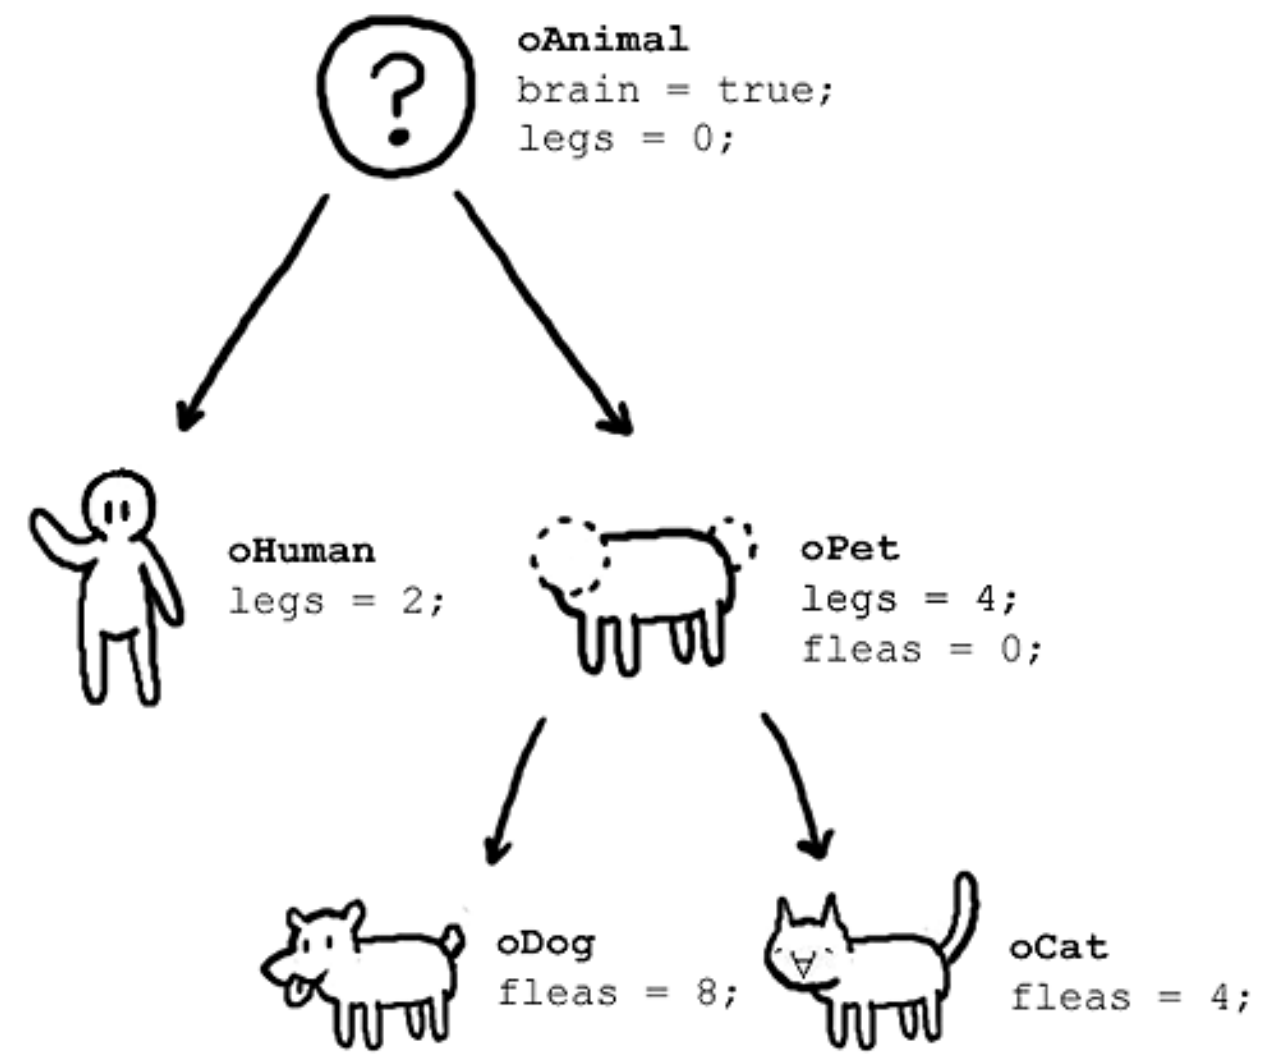 ?
oAnimal
brain = true;
legs = 0;
oHuman
legs = 2;
oPet
legs = 4;
fleas = 0;
oDog
fleas = 8;
oCat
fleas = 4;